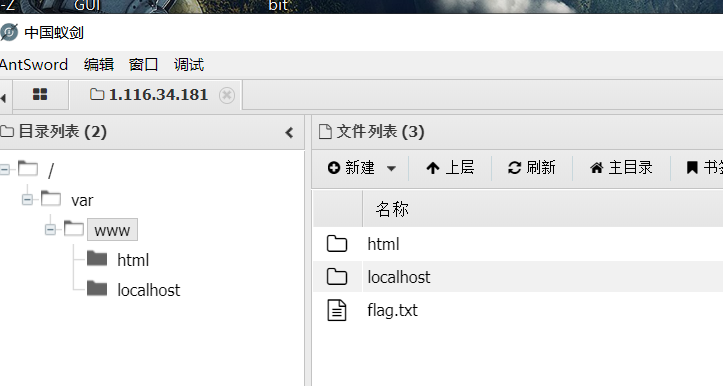 -Z GUI bit
中国蚁剑
AntSword 编辑 窗口 调试
1.116.34.181
目录列表 (2)
文件列表 (3)
新建 上层 刷新 主目录 书签
/
var
www
html
localhost
名称
html
localhost
flag.txt